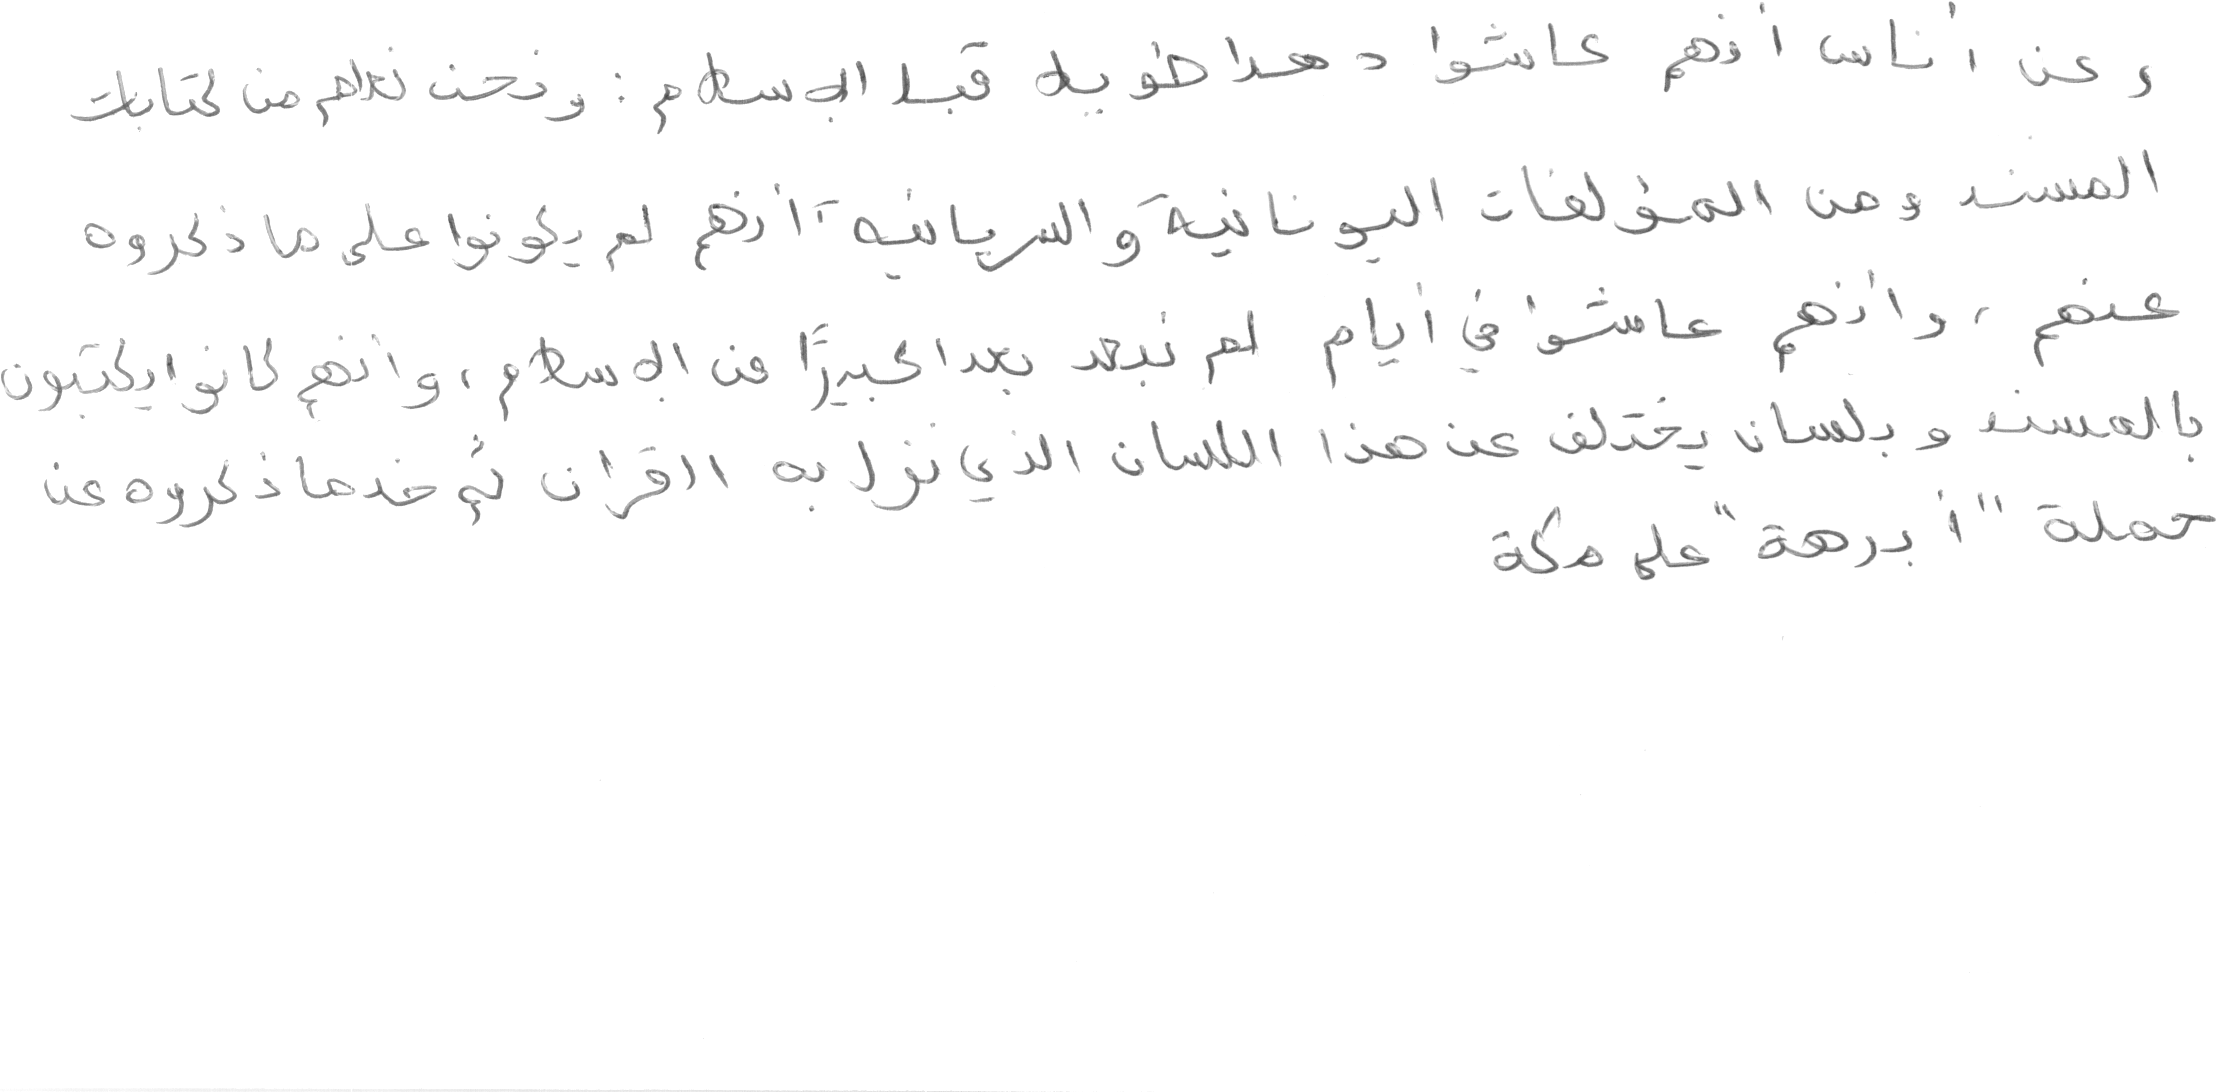 وعن أناس أنهم عاشوا دهرا طويلا قبل الإسلام : ونحن نعلم من كتابات
المسند ومن المؤلفات اليونانية والسريانية أنهم لم يكونوا على ما ذكروه
عنهم ، وأنهم عاشوا في أيام لم تبعد بعدا كبيرًا عن الإسلام ، وأنهم كانوا يكتبون
بالمسند وبلسان يختلف عن هذا اللسان الذي نزل به القران ثم خذ ما ذكروه عن
حملة "أبرهة" على مكة